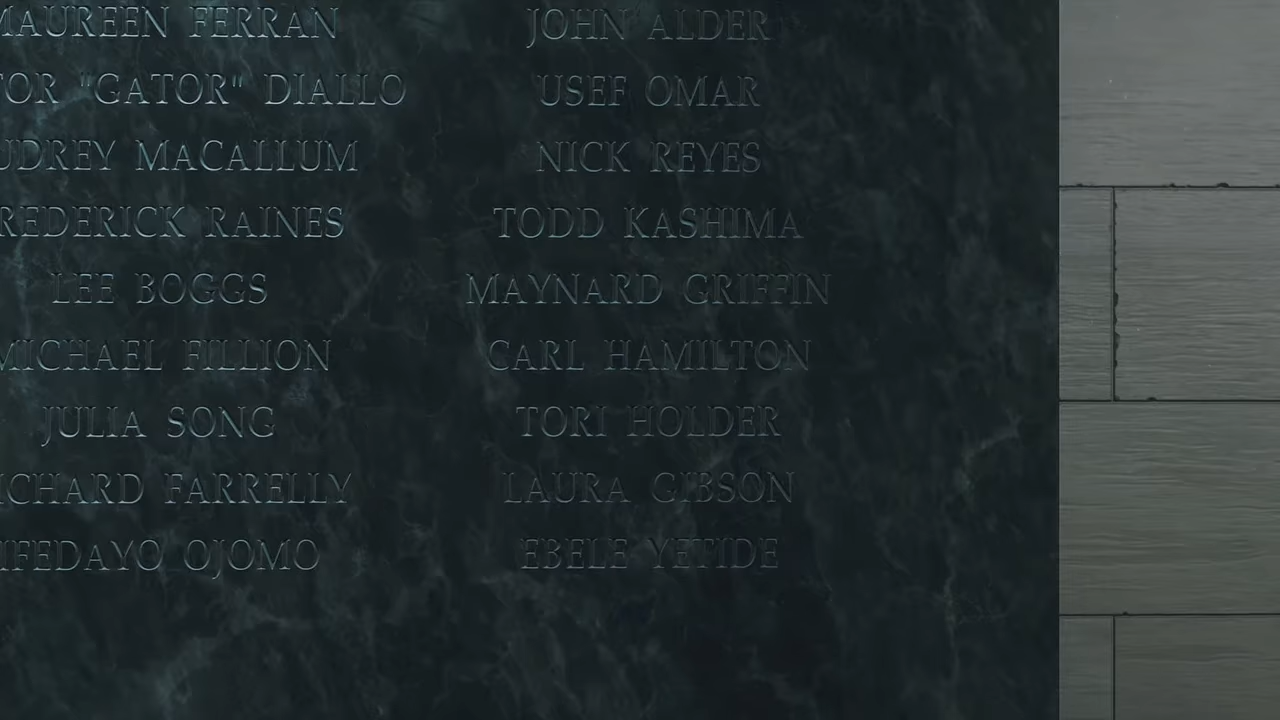 MAUREEN FERRAN
TOR "GATOR" DIALLO
UDREY MACALLUM
REDERICK RAINES
LEE BOGGS
MICHAEL FILLION
JULIA SONG
ICHARD FARRELLY
IFEDAYO OJOMO
JOHN ALDER
USEF OMAR
NICK REYES
TODD KASHIMA
MAYNARD GRIFFIN
CARL HAMILTON
TORI HOLDER
LAURA GIBSON
EBELE YETIDE